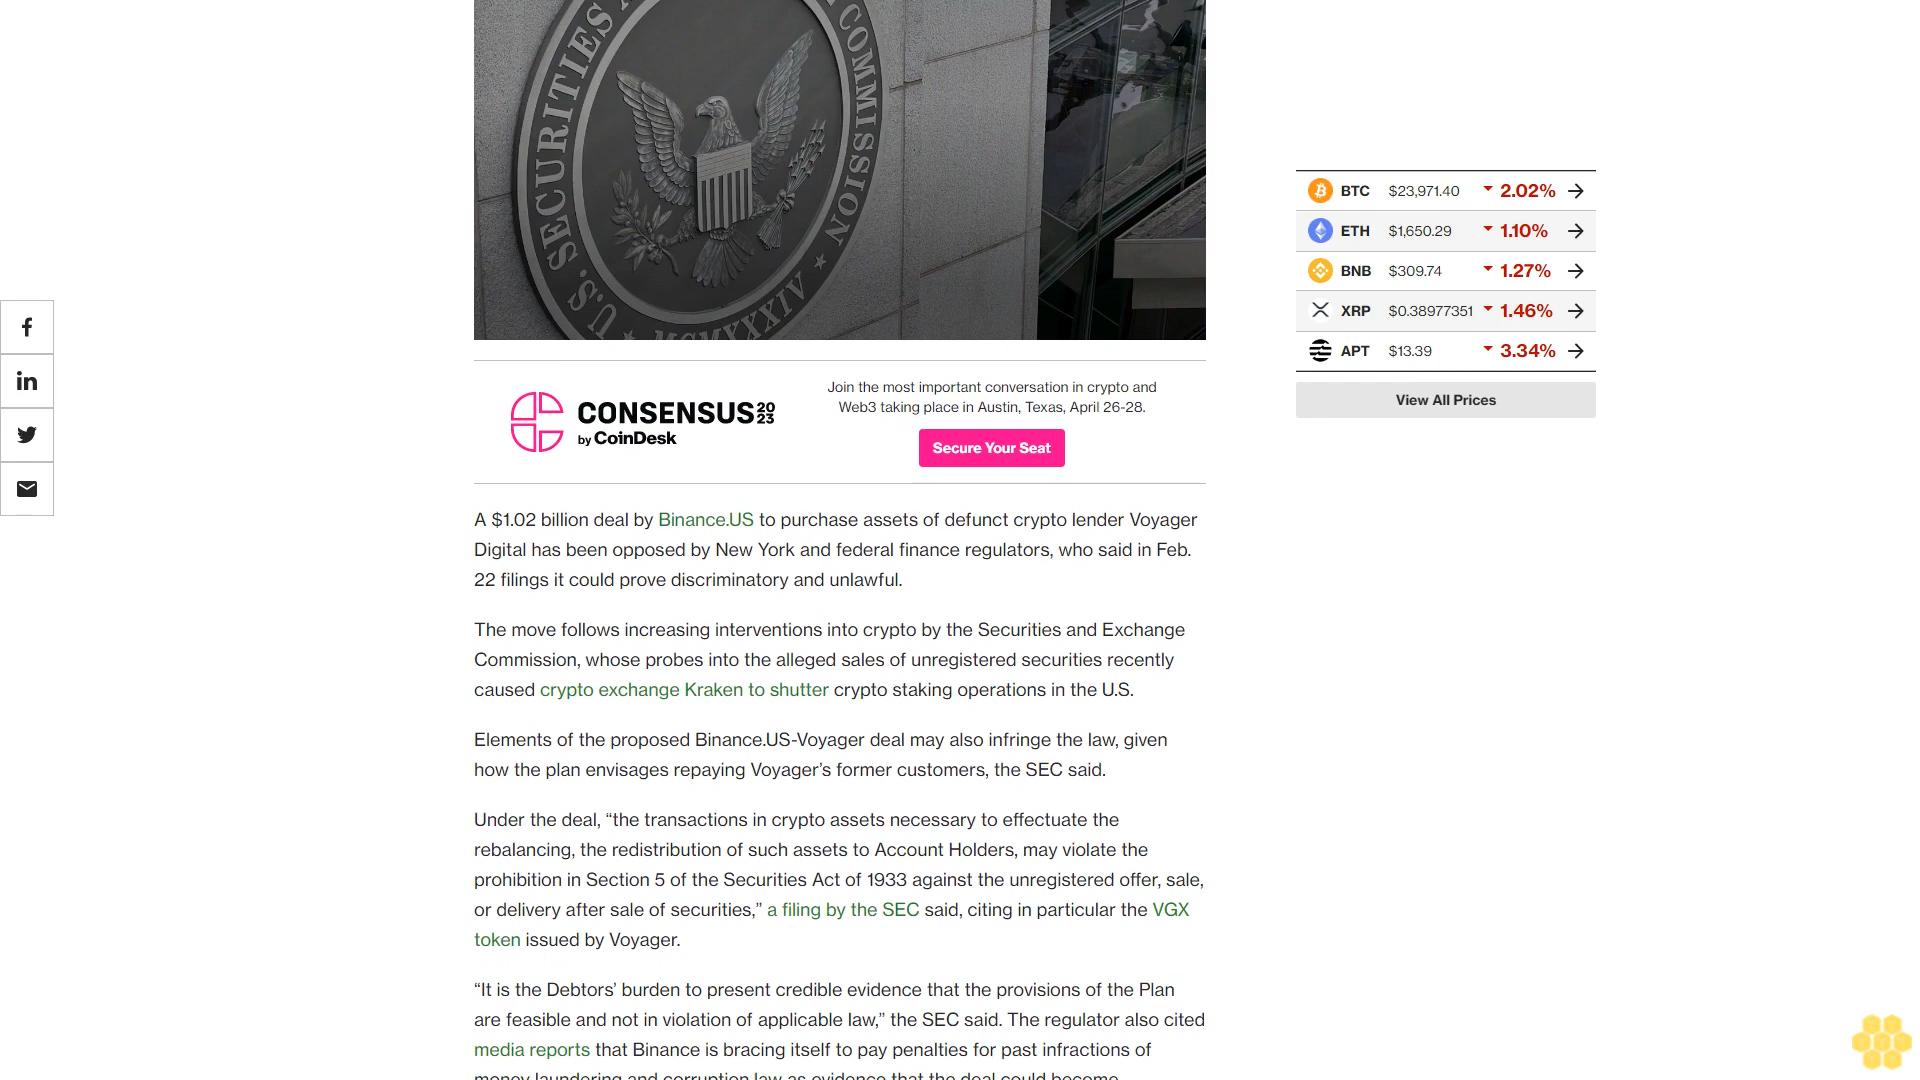 U.S. SECURITIES A
COMMISSION
MCMXXXIV
CONSENSUS 2023
by CoinDesk
Join the most important conversation in crypto and
Web3 taking place in Austin, Texas, April 26-28.
Secure Your Seat
BTC $23,971.40 2.02%
ETH $1,650.29 1.10%
BNB $309.74 1.27%
XRP $0.38977351 1.46%
APT $13.39 3.34%
View All Prices
f
in
A $1.02 billion deal by Binance.US to purchase assets of defunct crypto lender Voyager
Digital has been opposed by New York and federal finance regulators, who said in Feb.
22 filings it could prove discriminatory and unlawful.
The move follows increasing interventions into crypto by the Securities and Exchange
Commission, whose probes into the alleged sales of unregistered securities recently
caused crypto exchange Kraken to shutter crypto staking operations in the U.S.
Elements of the proposed Binance.US-Voyager deal may also infringe the law, given
how the plan envisages repaying Voyager’s former customers, the SEC said.
Under the deal, “the transactions in crypto assets necessary to effectuate the
rebalancing, the redistribution of such assets to Account Holders, may violate the
prohibition in Section 5 of the Securities Act of 1933 against the unregistered offer, sale,
or delivery after sale of securities,” a filing by the SEC said, citing in particular the VGX
token issued by Voyager.
“It is the Debtors’ burden to present credible evidence that the provisions of the Plan
are feasible and not in violation of applicable law,” the SEC said. The regulator also cited
media reports that Binance is bracing itself to pay penalties for past infractions of
money laundering and corruption law as evidence that the deal could become